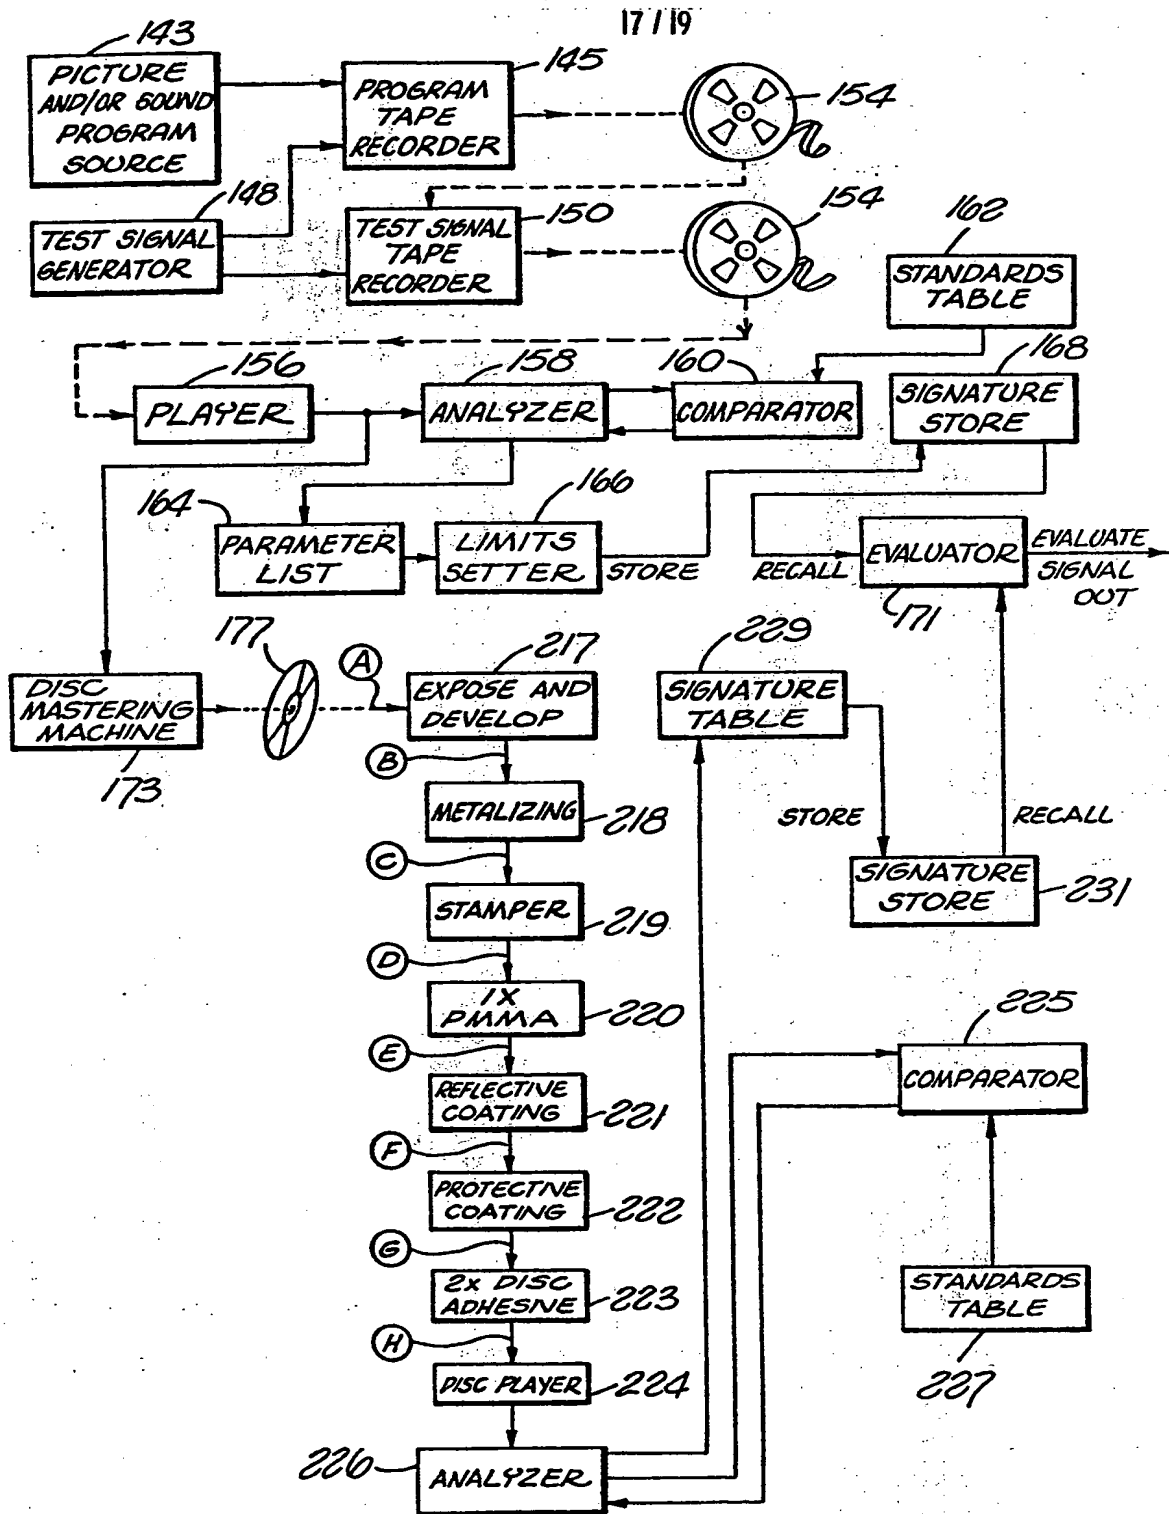 17/19
143
PICTURE
AND/OR SOUND
PROGRAM
SOURCE
145
PROGRAM
TAPE
RECORDER
154
148
TEST SIGNAL
GENERATOR
150
TEST SIGNAL
TAPE
RECORDER
154
162
STANDARDS
TABLE
156
PLAYER
158
ANALYZER
160
COMPARATOR
168
SIGNATURE
STORE
164
PARAMETER
LIST
166
LIMITS
SETTER
STORE
RECALL
EVALUATOR
171
EVALUATE
SIGNAL
OUT
DISC
MASTERING
MACHINE
173
177
A
217
EXPOSE AND
DEVELOP
229
SIGNATURE
TABLE
B
METALIZING
218
STORE
RECALL
C
STAMPER
219
SIGNATURE
STORE
231
D
1X
PMMA
220
225
COMPARATOR
E
REFLECTIVE
COATING
221
F
PROTECTIVE
COATING
222
G
2X DISC
ADHESIVE
223
STANDARDS
TABLE
227
H
DISC PLAYER
224
226
ANALYZER